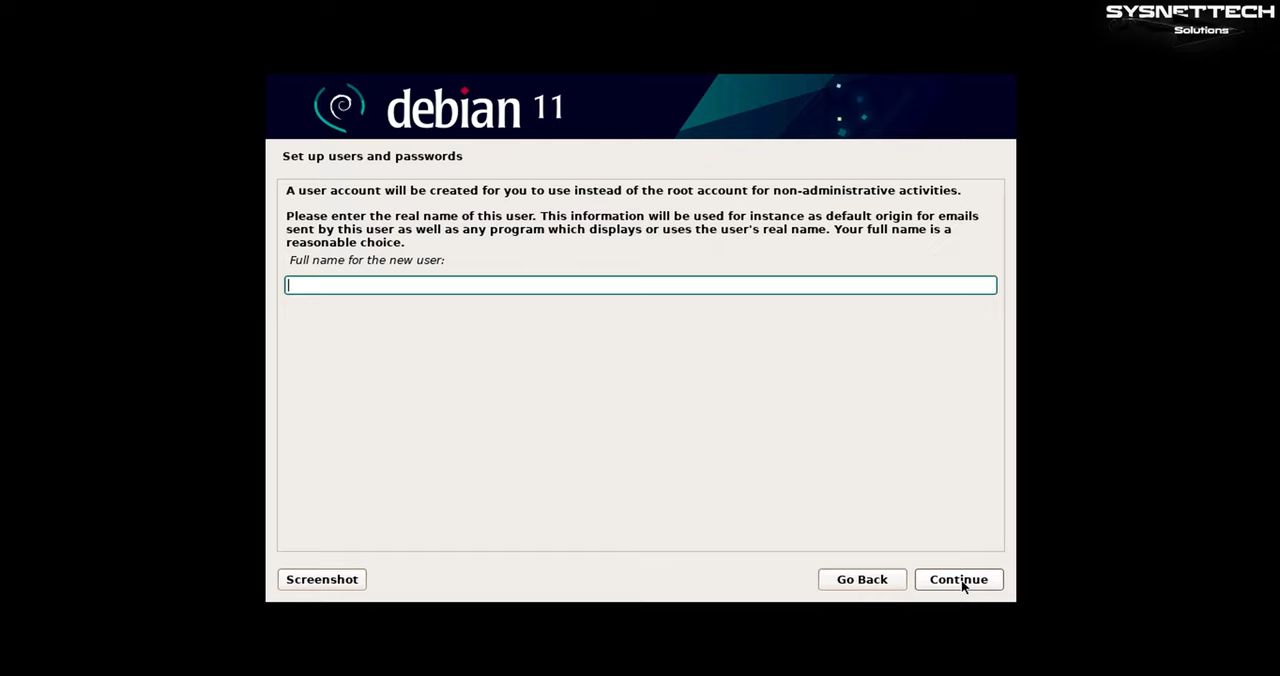 SYSNETTECH
Solutions
debian 11
Set up users and passwords
A user account will be created for you to use instead of the root account for non-administrative activities.
Please enter the real name of this user. This information will be used for instance as default origin for emails
sent by this user as well as any program which displays or uses the user's real name. Your full name is a
reasonable choice.
Full name for the new user:
Screenshot
Go Back
Continue